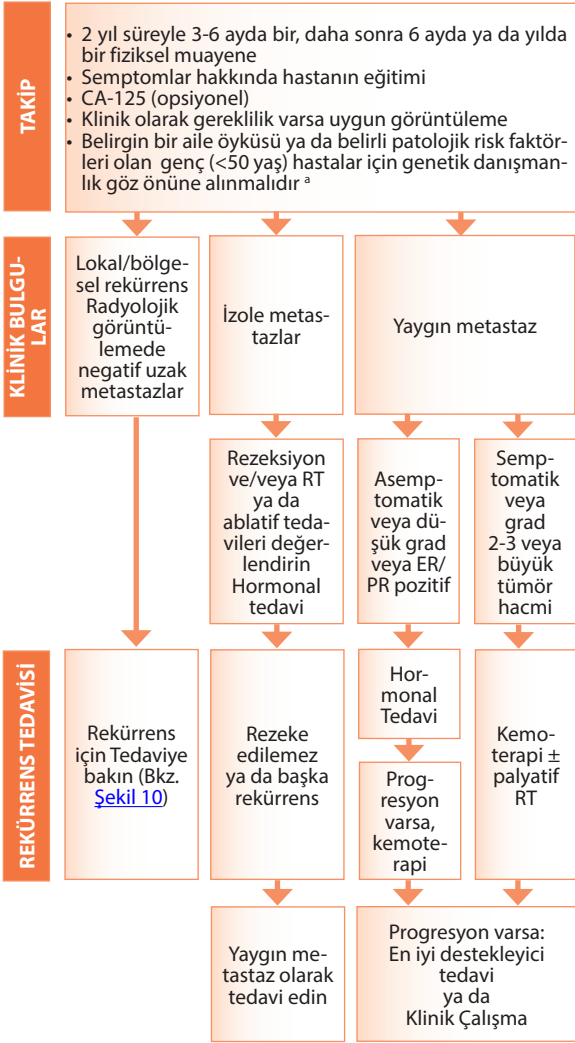 TAKİP
• 2 yıl süreyle 3-6 ayda bir, daha sonra 6 ayda ya da yılda
bir fiziksel muayene
• Semptomlar hakkında hastanın eğitimi
• CA-125 (opsiyonel)
• Klinik olarak gereklilik varsa uygun görüntüleme
• Belirgin bir aile öyküsü ya da belirli patolojik risk faktör-
leri olan genç (<50 yaş) hastalar için genetik danışman-
lık göz önüne alınmalıdır a
KLİNİK BULGU-
LAR
Lokal/bölge-
sel rekürrens
Radyolojik
görüntü-
lemede
negatif uzak
metastazlar
İzole metas-
tazlar
Yaygın metastaz
Rezeksiyon
ve/veya RT
ya da
ablatif teda-
vileri değer-
lendirin
Hormonal
tedavi
Asemp-
tomatik
veya dü-
şük grad
veya ER/
PR pozitif
Semp-
tomatik
veya
grad
2-3 veya
büyük
tümör
hacmi
REKÜRRENS TEDAVİSİ
Rekürrens
için Tedaviye
bakın (Bkz.
Şekil 10)
Rezeke
edilemez
ya da başka
rekürrens
Hor-
monal
Tedavi
Prog-
resyon
varsa,
kemote-
rapi
Kemo-
terapi ±
palyatif
RT
Yaygın me-
tastaz olarak
tedavi edin
Progresyon varsa:
En iyi destekleyici
tedavi
ya da
Klinik Çalışma